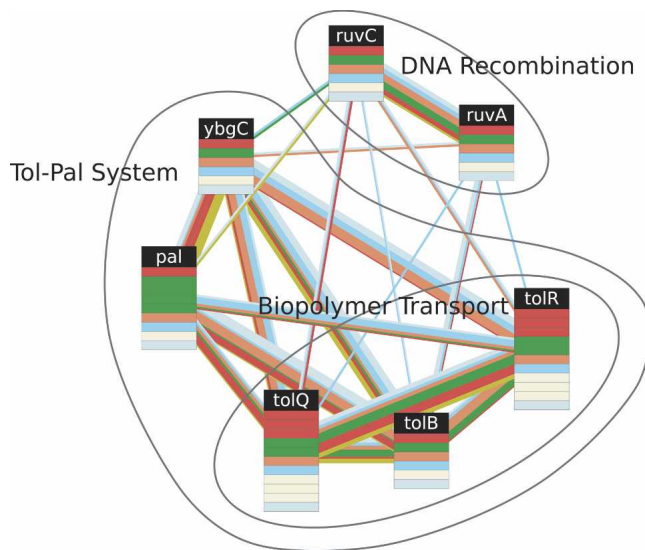 ruvC
DNA Recombination
ruvA
ybgC
Tol-Pal System
pal
Biopolymer Transport
tolR
tolQ
tolB